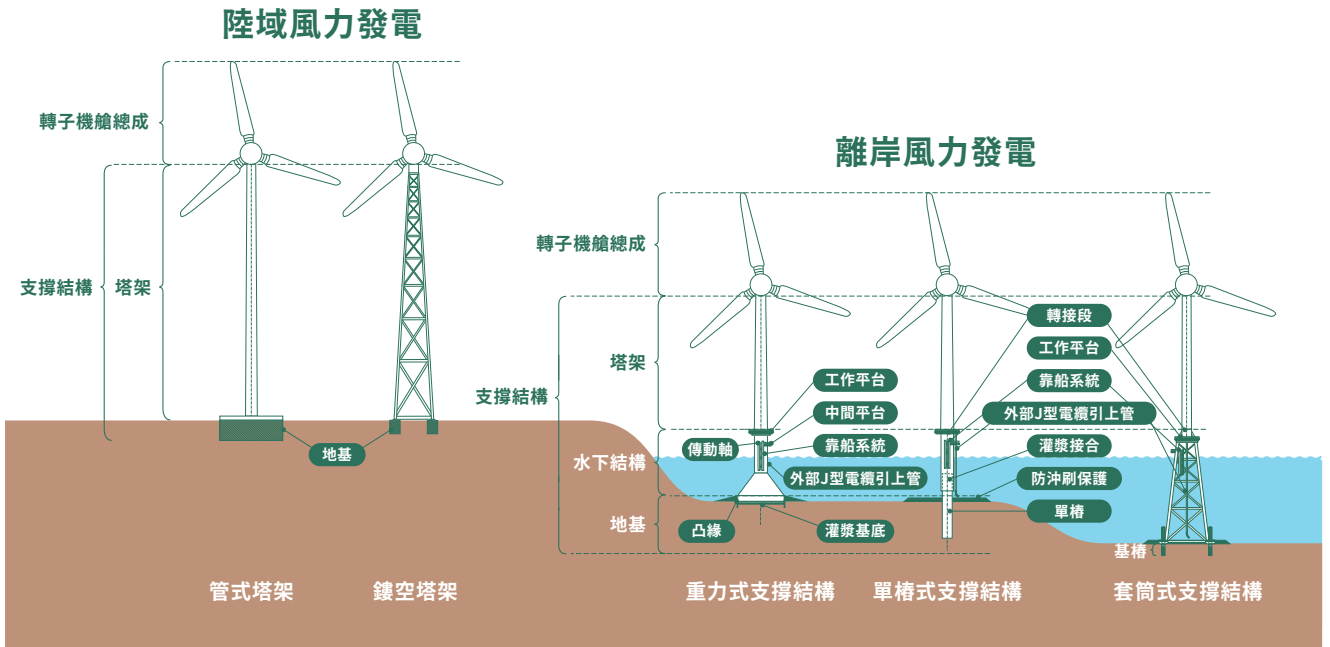 陸域風力發電
轉子機艙總成
支撐結構
塔架
地基
管式塔架
鏤空塔架
離岸風力發電
轉子機艙總成
支撐結構
塔架
水下結構
地基
工作平台
中間平台
傳動軸
靠船系統
外部J型電纜引上管
凸緣
灌漿基底
轉接段
工作平台
靠船系統
外部J型電纜引上管
灌漿接合
防沖刷保護
單樁
基樁
重力式支撐結構
單樁式支撐結構
套筒式支撐結構